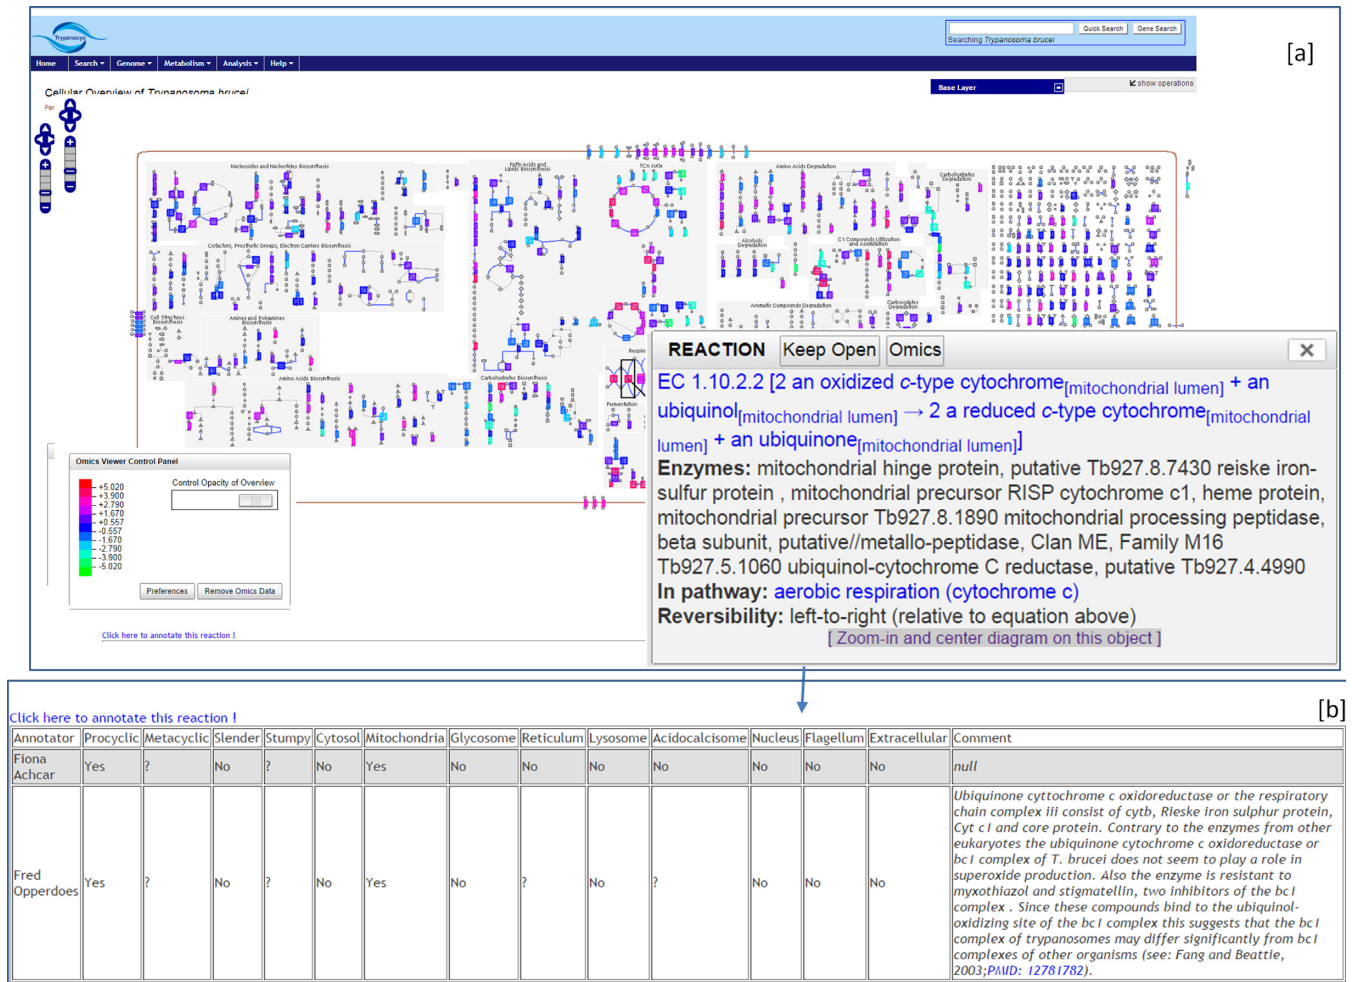 [a]
Trypanocyc
Quick Search
Gene Search
Searching Trypanosoma brucei
Home
Search
Genome
Metabolism
Analysis
Help
Base Layer
show operations
Cellular Overview of Trypanosoma brucei
Par
Nucleosides and Nucleotides Biosynthesis
Fatty Acids and
Lipids Biosynthesis
TCA cycle
Amino Acids Degradation
Carbohydrates
Degradation
Cofactors, Prosthetic Groups, Electron Carriers Biosynthesis
Alcohols
Degradation
C1 Compounds Utilization
and Assimilation
Aromatic Compounds Degradation
Carboxylates
Degradation
Cell Structures
Biosynthesis
Amines and Polyamines
Biosynthesis
Amino Acids Biosynthesis
Carbohydrates Biosynthesis
Respir
Fermentation
Omics Viewer Control Panel
Control Opacity of Overview
+5.020
+3.900
+2.790
+1.670
+0.557
-0.557
-1.670
-2.790
-3.900
-5.020
Preferences
Remove Omics Data
Click here to annotate this reaction !
REACTION
Keep Open
Omics
EC 1.10.2.2 [2 an oxidized c-type cytochrome[mitochondrial lumen] + an
ubiquinol[mitochondrial lumen] → 2 a reduced c-type cytochrome[mitochondrial
lumen] + an ubiquinone[mitochondrial lumen]]
Enzymes: mitochondrial hinge protein, putative Tb927.8.7430 reiske iron-
sulfur protein , mitochondrial precursor RISP cytochrome c1, heme protein,
mitochondrial precursor Tb927.8.1890 mitochondrial processing peptidase,
beta subunit, putative//metallo-peptidase, Clan ME, Family M16
Tb927.5.1060 ubiquinol-cytochrome C reductase, putative Tb927.4.4990
In pathway: aerobic respiration (cytochrome c)
Reversibility: left-to-right (relative to equation above)
[ Zoom-in and center diagram on this object ]
[b]
Click here to annotate this reaction !
Annotator Procyclic Metacyclic Slender Stumpy Cytosol Mitochondria Glycosome Reticulum Lysosome Acidocalcisome Nucleus Flagellum Extracellular Comment
Fiona
Achcar Yes ? No ? No Yes No No No No No No No null
Fred
Opperdoes Yes ? No ? No Yes No ? No ? No No No
Ubiquinone cyttochrome c oxidoreductase or the respiratory
chain complex iii consist of cytb, Rieske iron sulphur protein,
Cyt c1 and core protein. Contrary to the enzymes from other
eukaryotes the ubiquinone cytochrome c oxidoreductase or
bc1 complex of T. brucei does not seem to play a role in
superoxide production. Also the enzyme is resistant to
myxothiazol and stigmatellin, two inhibitors of the bc1
complex . Since these compounds bind to the ubiquinol-
oxidizing site of the bc1 complex this suggests that the bc1
complex of trypanosomes may differ significantly from bc1
complexes of other organisms (see: Fang and Beattie,
2003;PMID: 12781782).